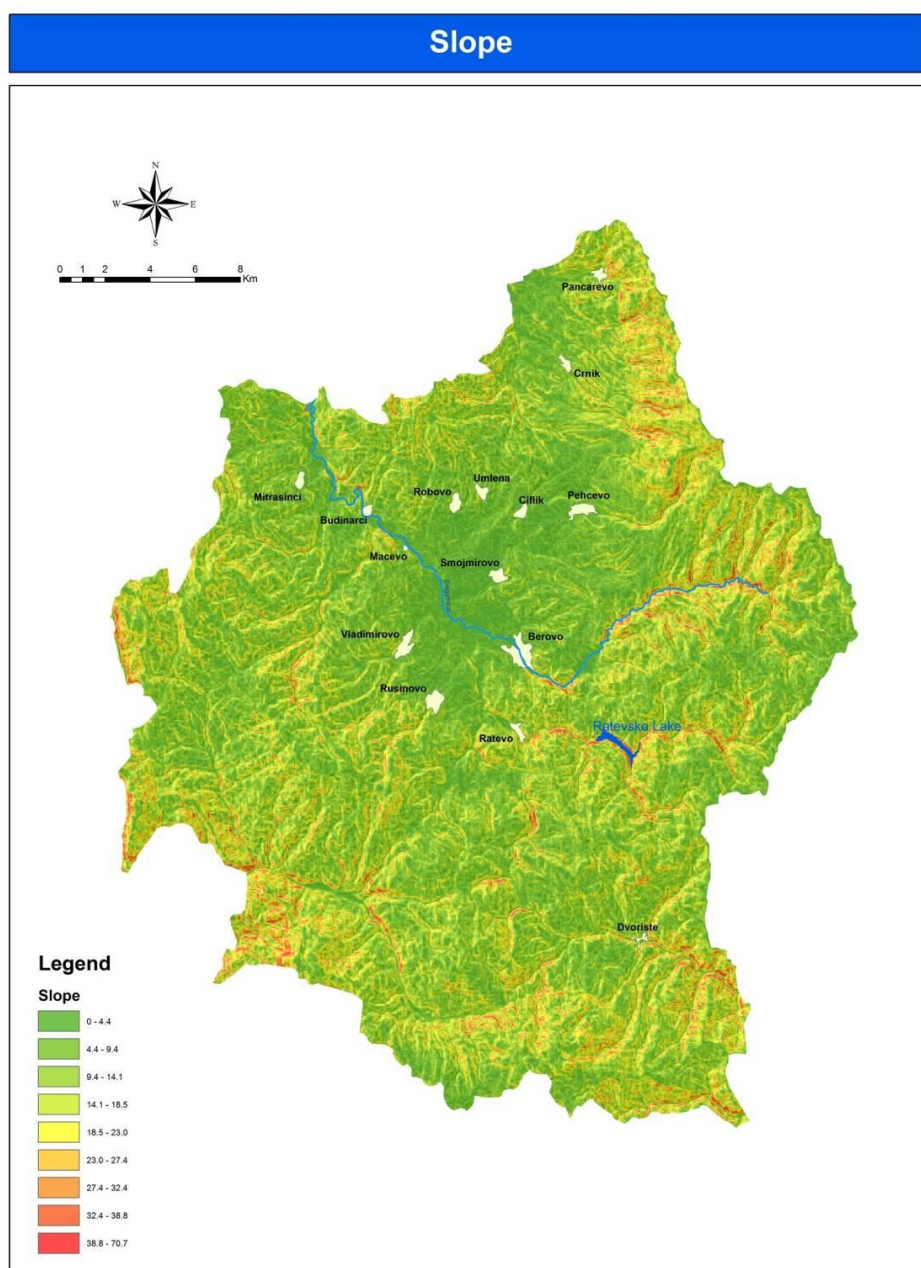 Slope
N
W E
S
0 1 2 4 6 8
Km
Pancarevo
Crnik
Mitrasinci
Robovo
Umlena
Ciflik
Pehcevo
Budinarci
Macevo
Smojmirovo
Vladimirovo
Berovo
Rusinovo
Ratevo
Ratevsko Lake
Dvoriste
Legend
Slope
0 - 4.4
4.4 - 9.4
9.4 - 14.1
14.1 - 18.5
18.5 - 23.0
23.0 - 27.4
27.4 - 32.4
32.4 - 38.8
38.8 - 70.7